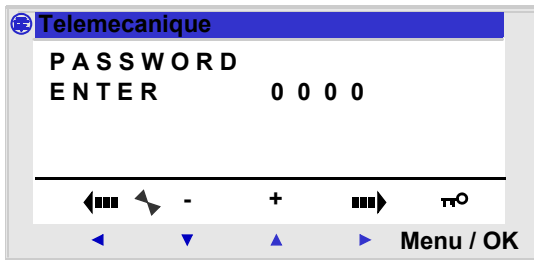 Telemecanique
PASSWORD
ENTER 0000
- +
Menu / OK